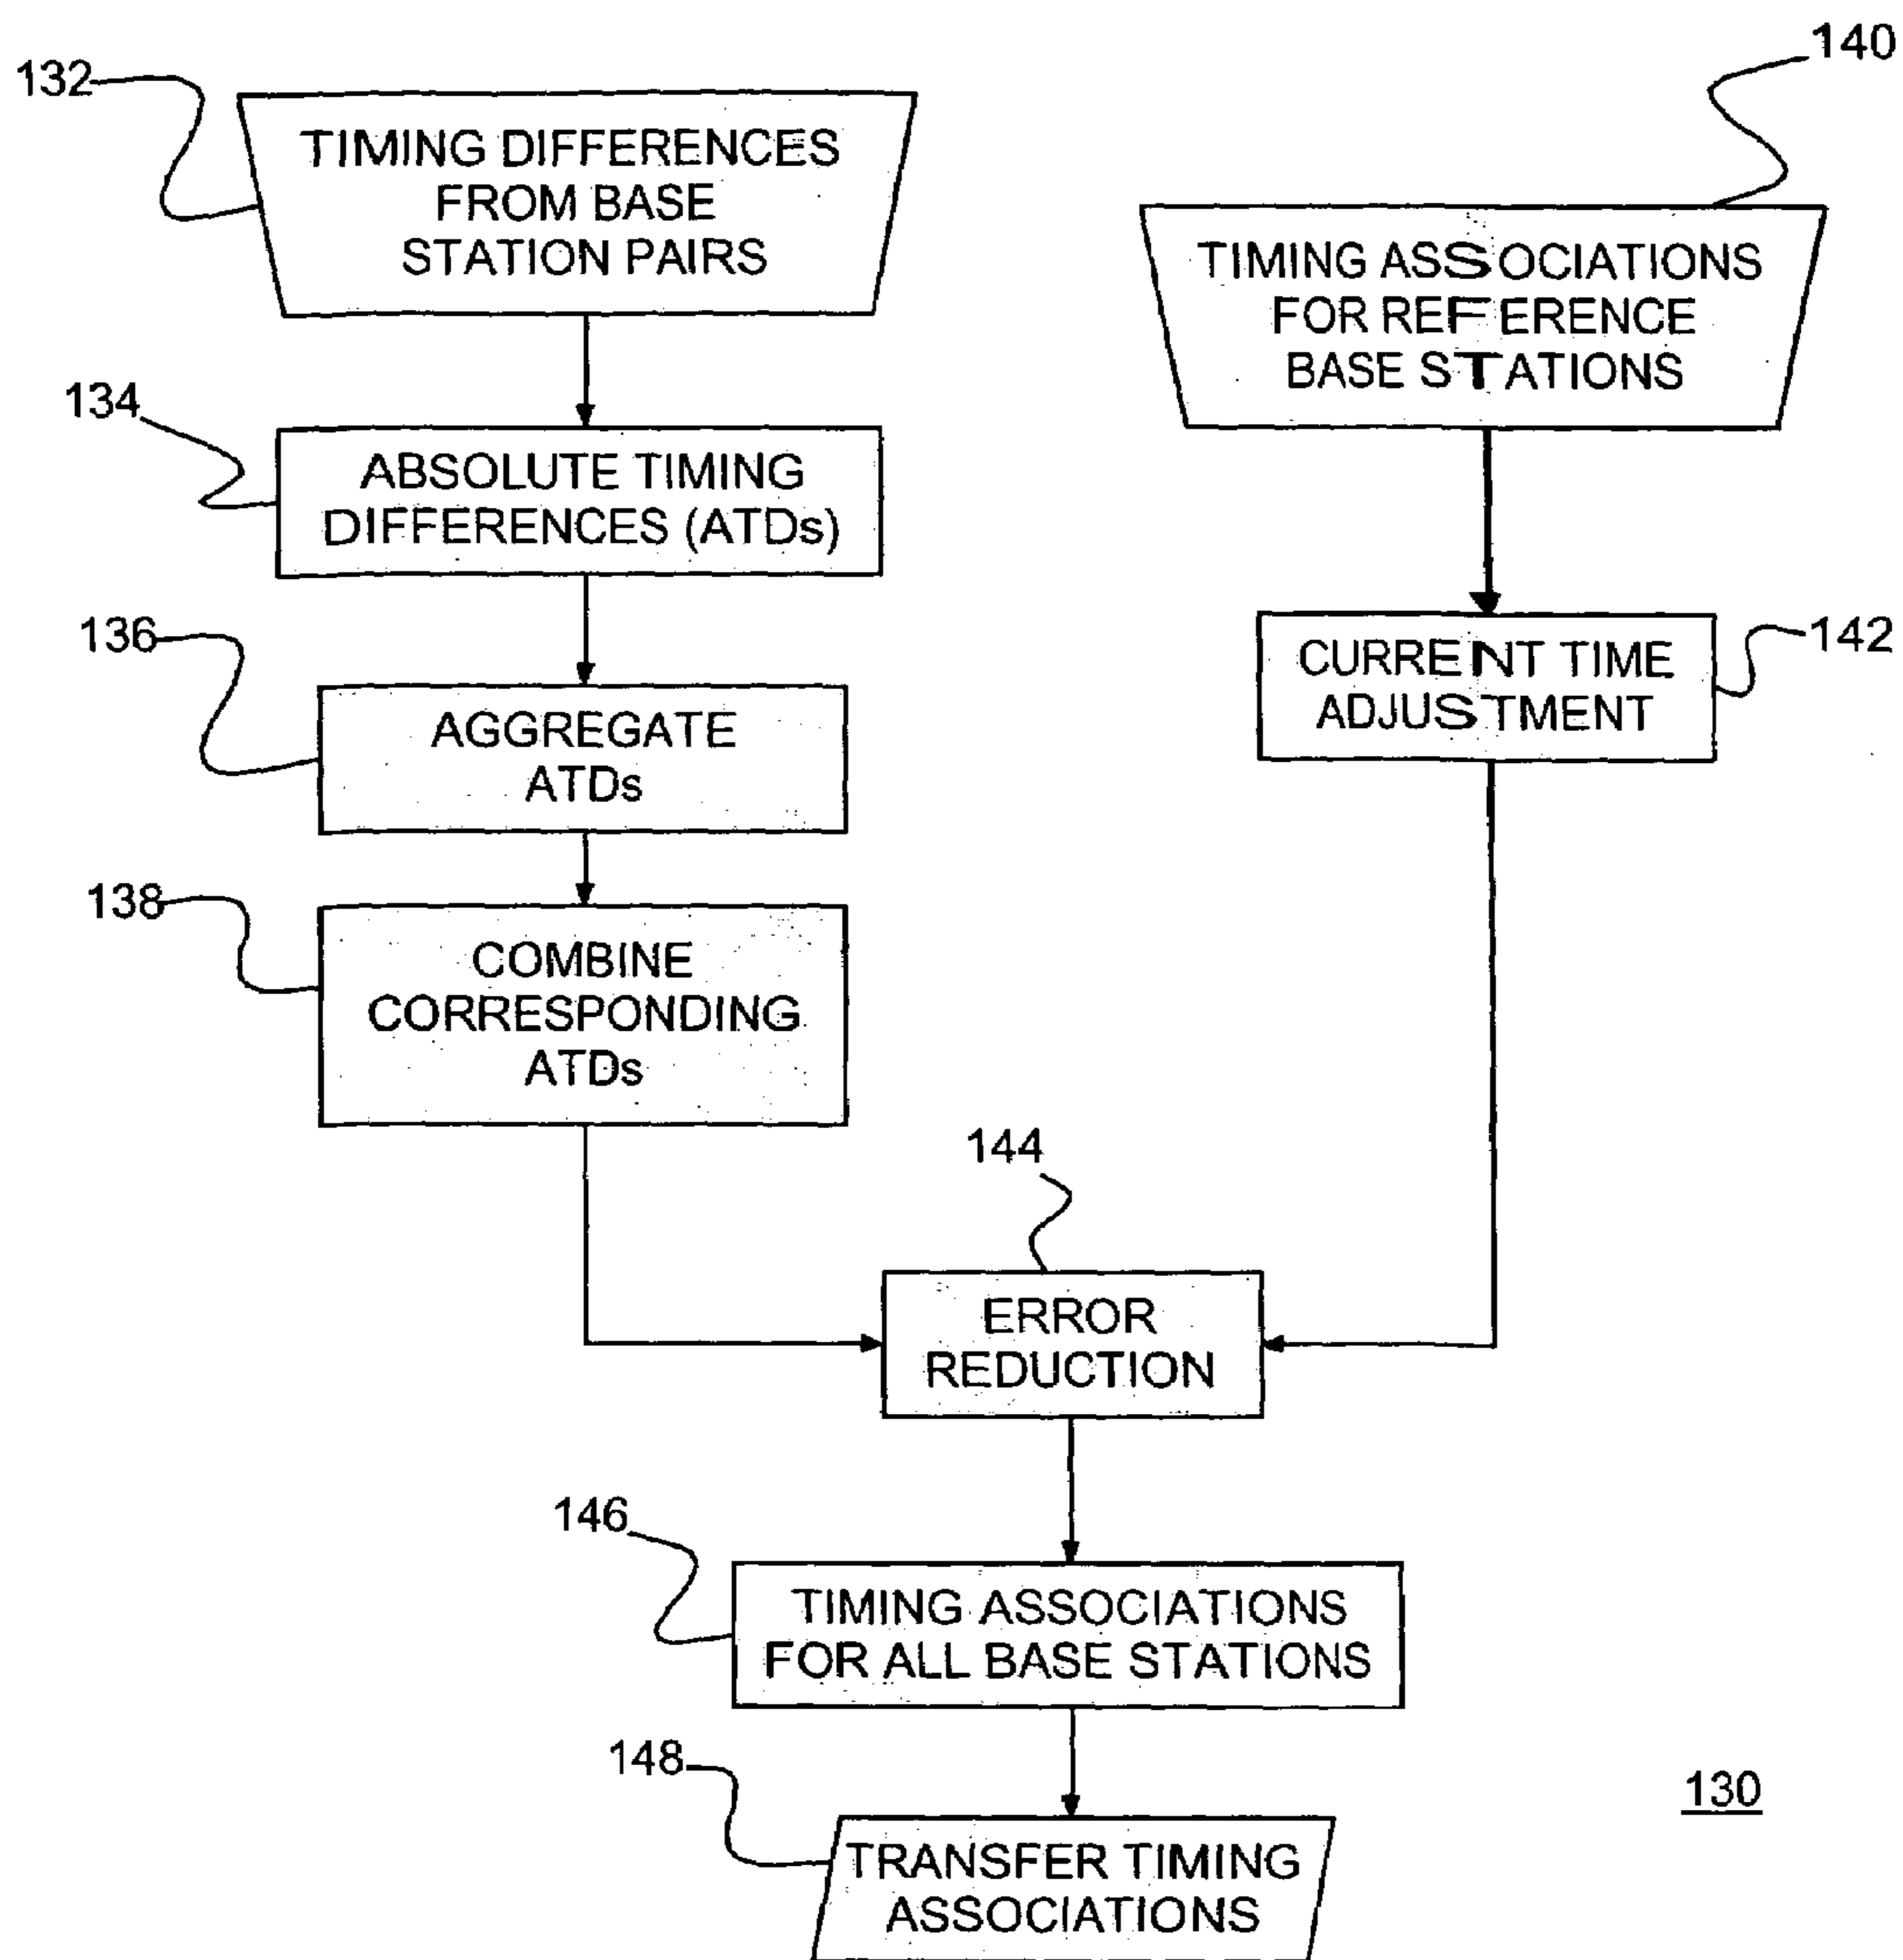 132
TIMING DIFFERENCES
FROM BASE
STATION PAIRS
134
ABSOLUTE TIMING
DIFFERENCES (ATDs)
136
AGGREGATE
ATDs
138
COMBINE
CORRESPONDING
ATDs
140
TIMING ASSOCIATIONS
FOR REFERENCE
BASE STATIONS
142
CURRENT TIME
ADJUSTMENT
144
ERROR
REDUCTION
146
TIMING ASSOCIATIONS
FOR ALL BASE STATIONS
148
TRANSFER TIMING
ASSOCIATIONS
130